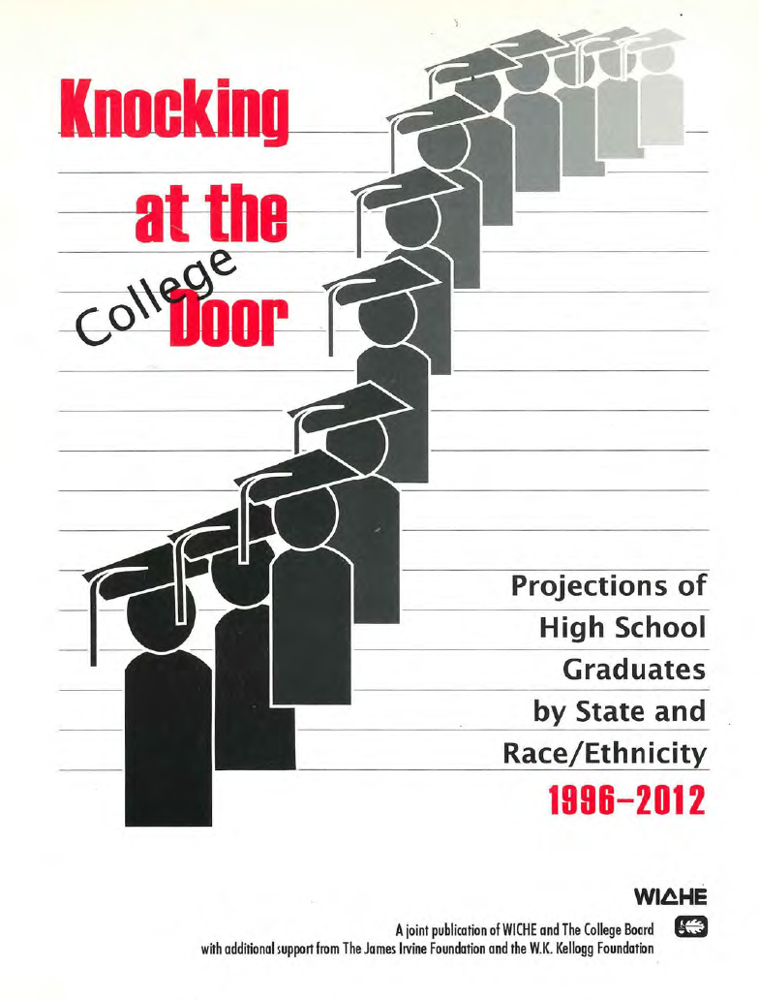 Knocking
at the
College
Door
Projections of
High School
Graduates
by State and
Race/Ethnicity
1996–2012
WICHE
A joint publication of WICHE and The College Board
with additional support from The James Irvine Foundation and the W.K. Kellogg Foundation